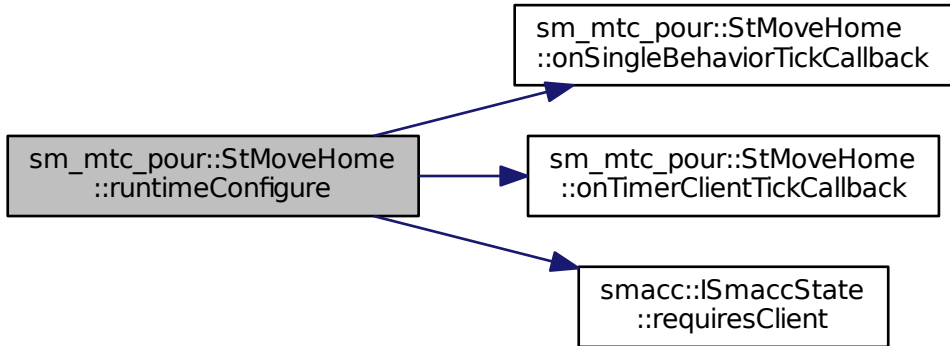 sm_mtc_pour::StMoveHome
::onSingleBehaviorTickCallback
sm_mtc_pour::StMoveHome
::runtimeConfigure
sm_mtc_pour::StMoveHome
::onTimerClientTickCallback
smacc::ISmaccState
::requiresClient